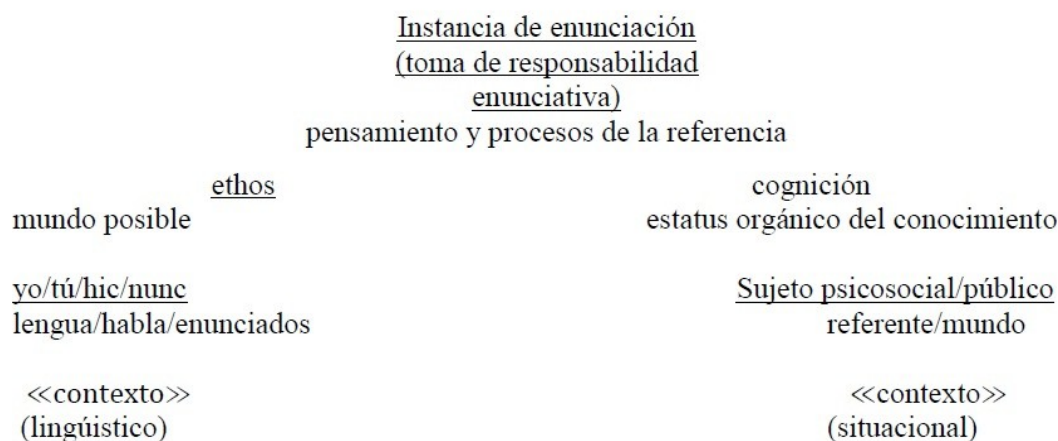 Instancia de enunciación
(toma de responsabilidad
enunciativa)
pensamiento y procesos de la referencia
ethos cognición
mundo posible estatus orgánico del conocimiento
yo/tú/hic/nunc Sujeto psicosocial/público
lengua/habla/enunciados referente/mundo
≪contexto≫ ≪contexto≫
(lingúistico) (situacional)